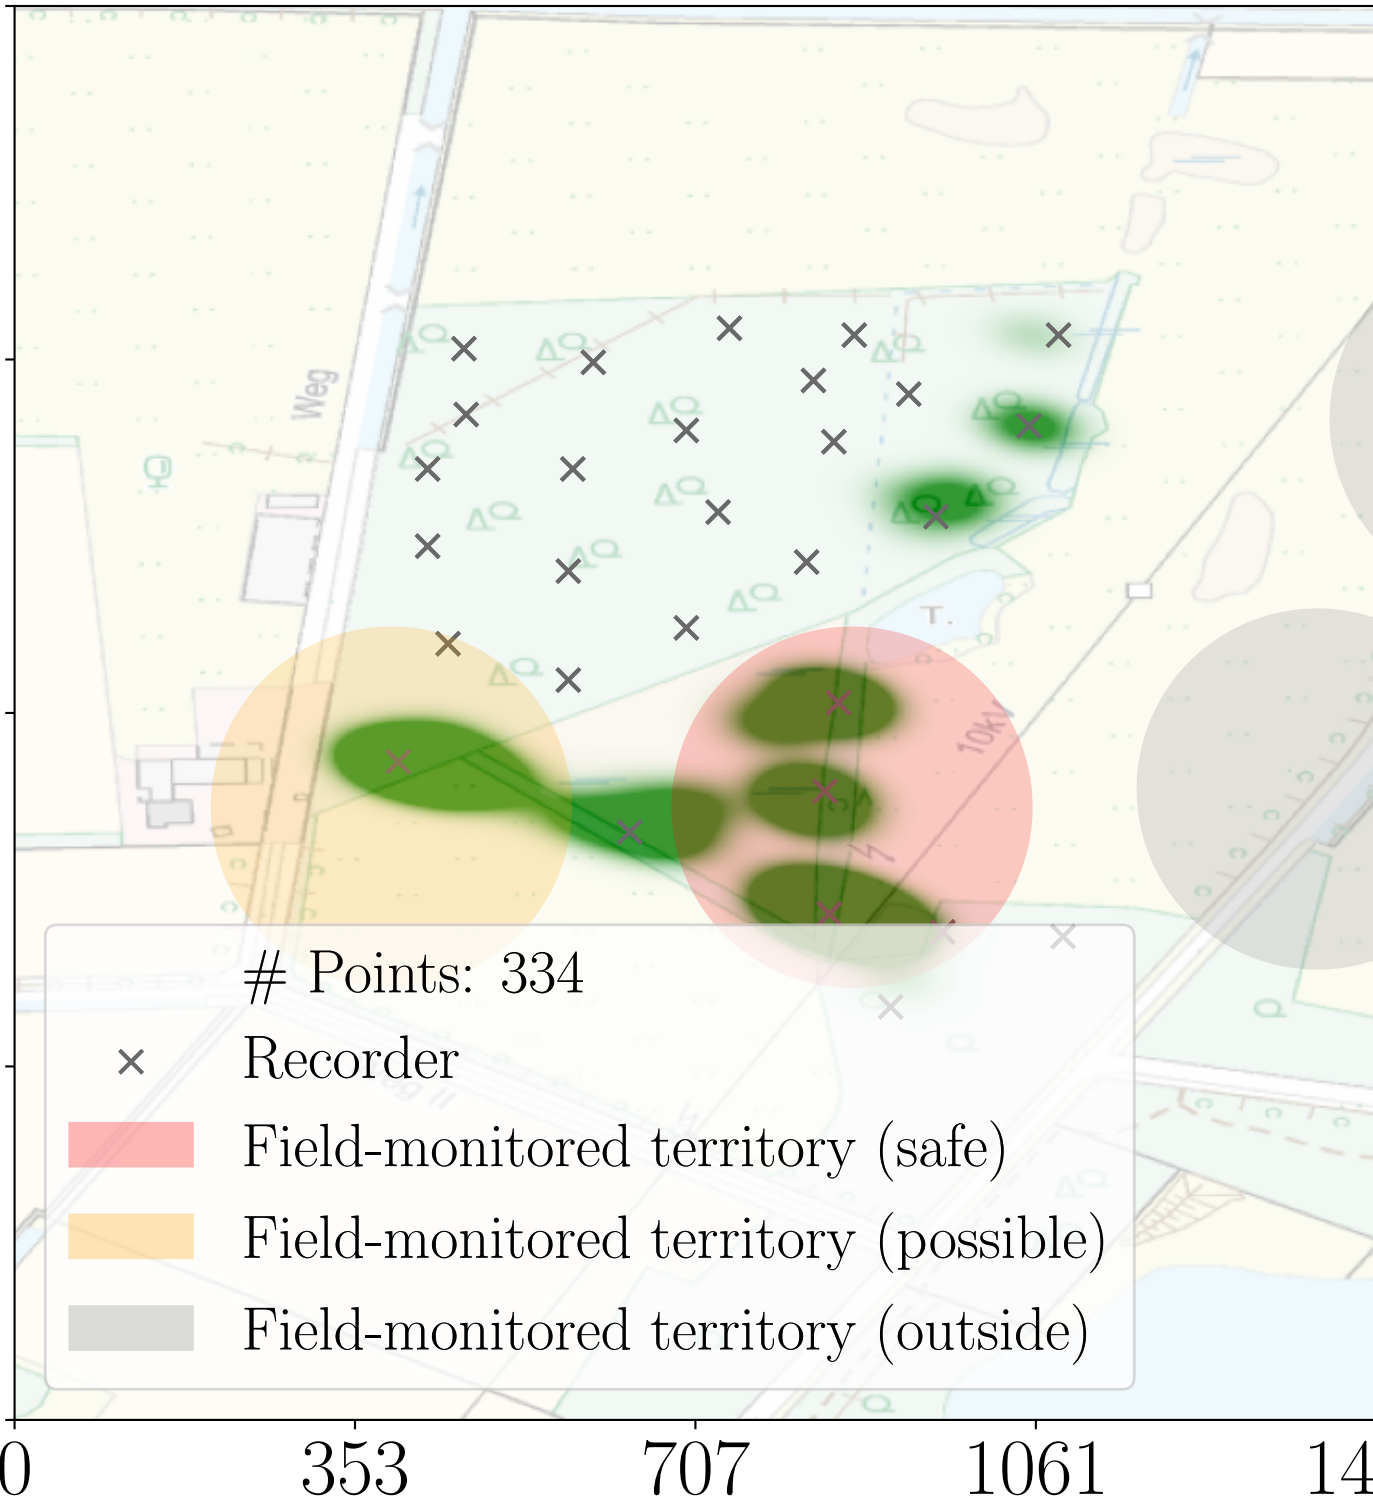 Weg
T.
10kV
# Points: 334
Recorder
Field-monitored territory (safe)
Field-monitored territory (possible)
Field-monitored territory (outside)
0 353 707 1061 14